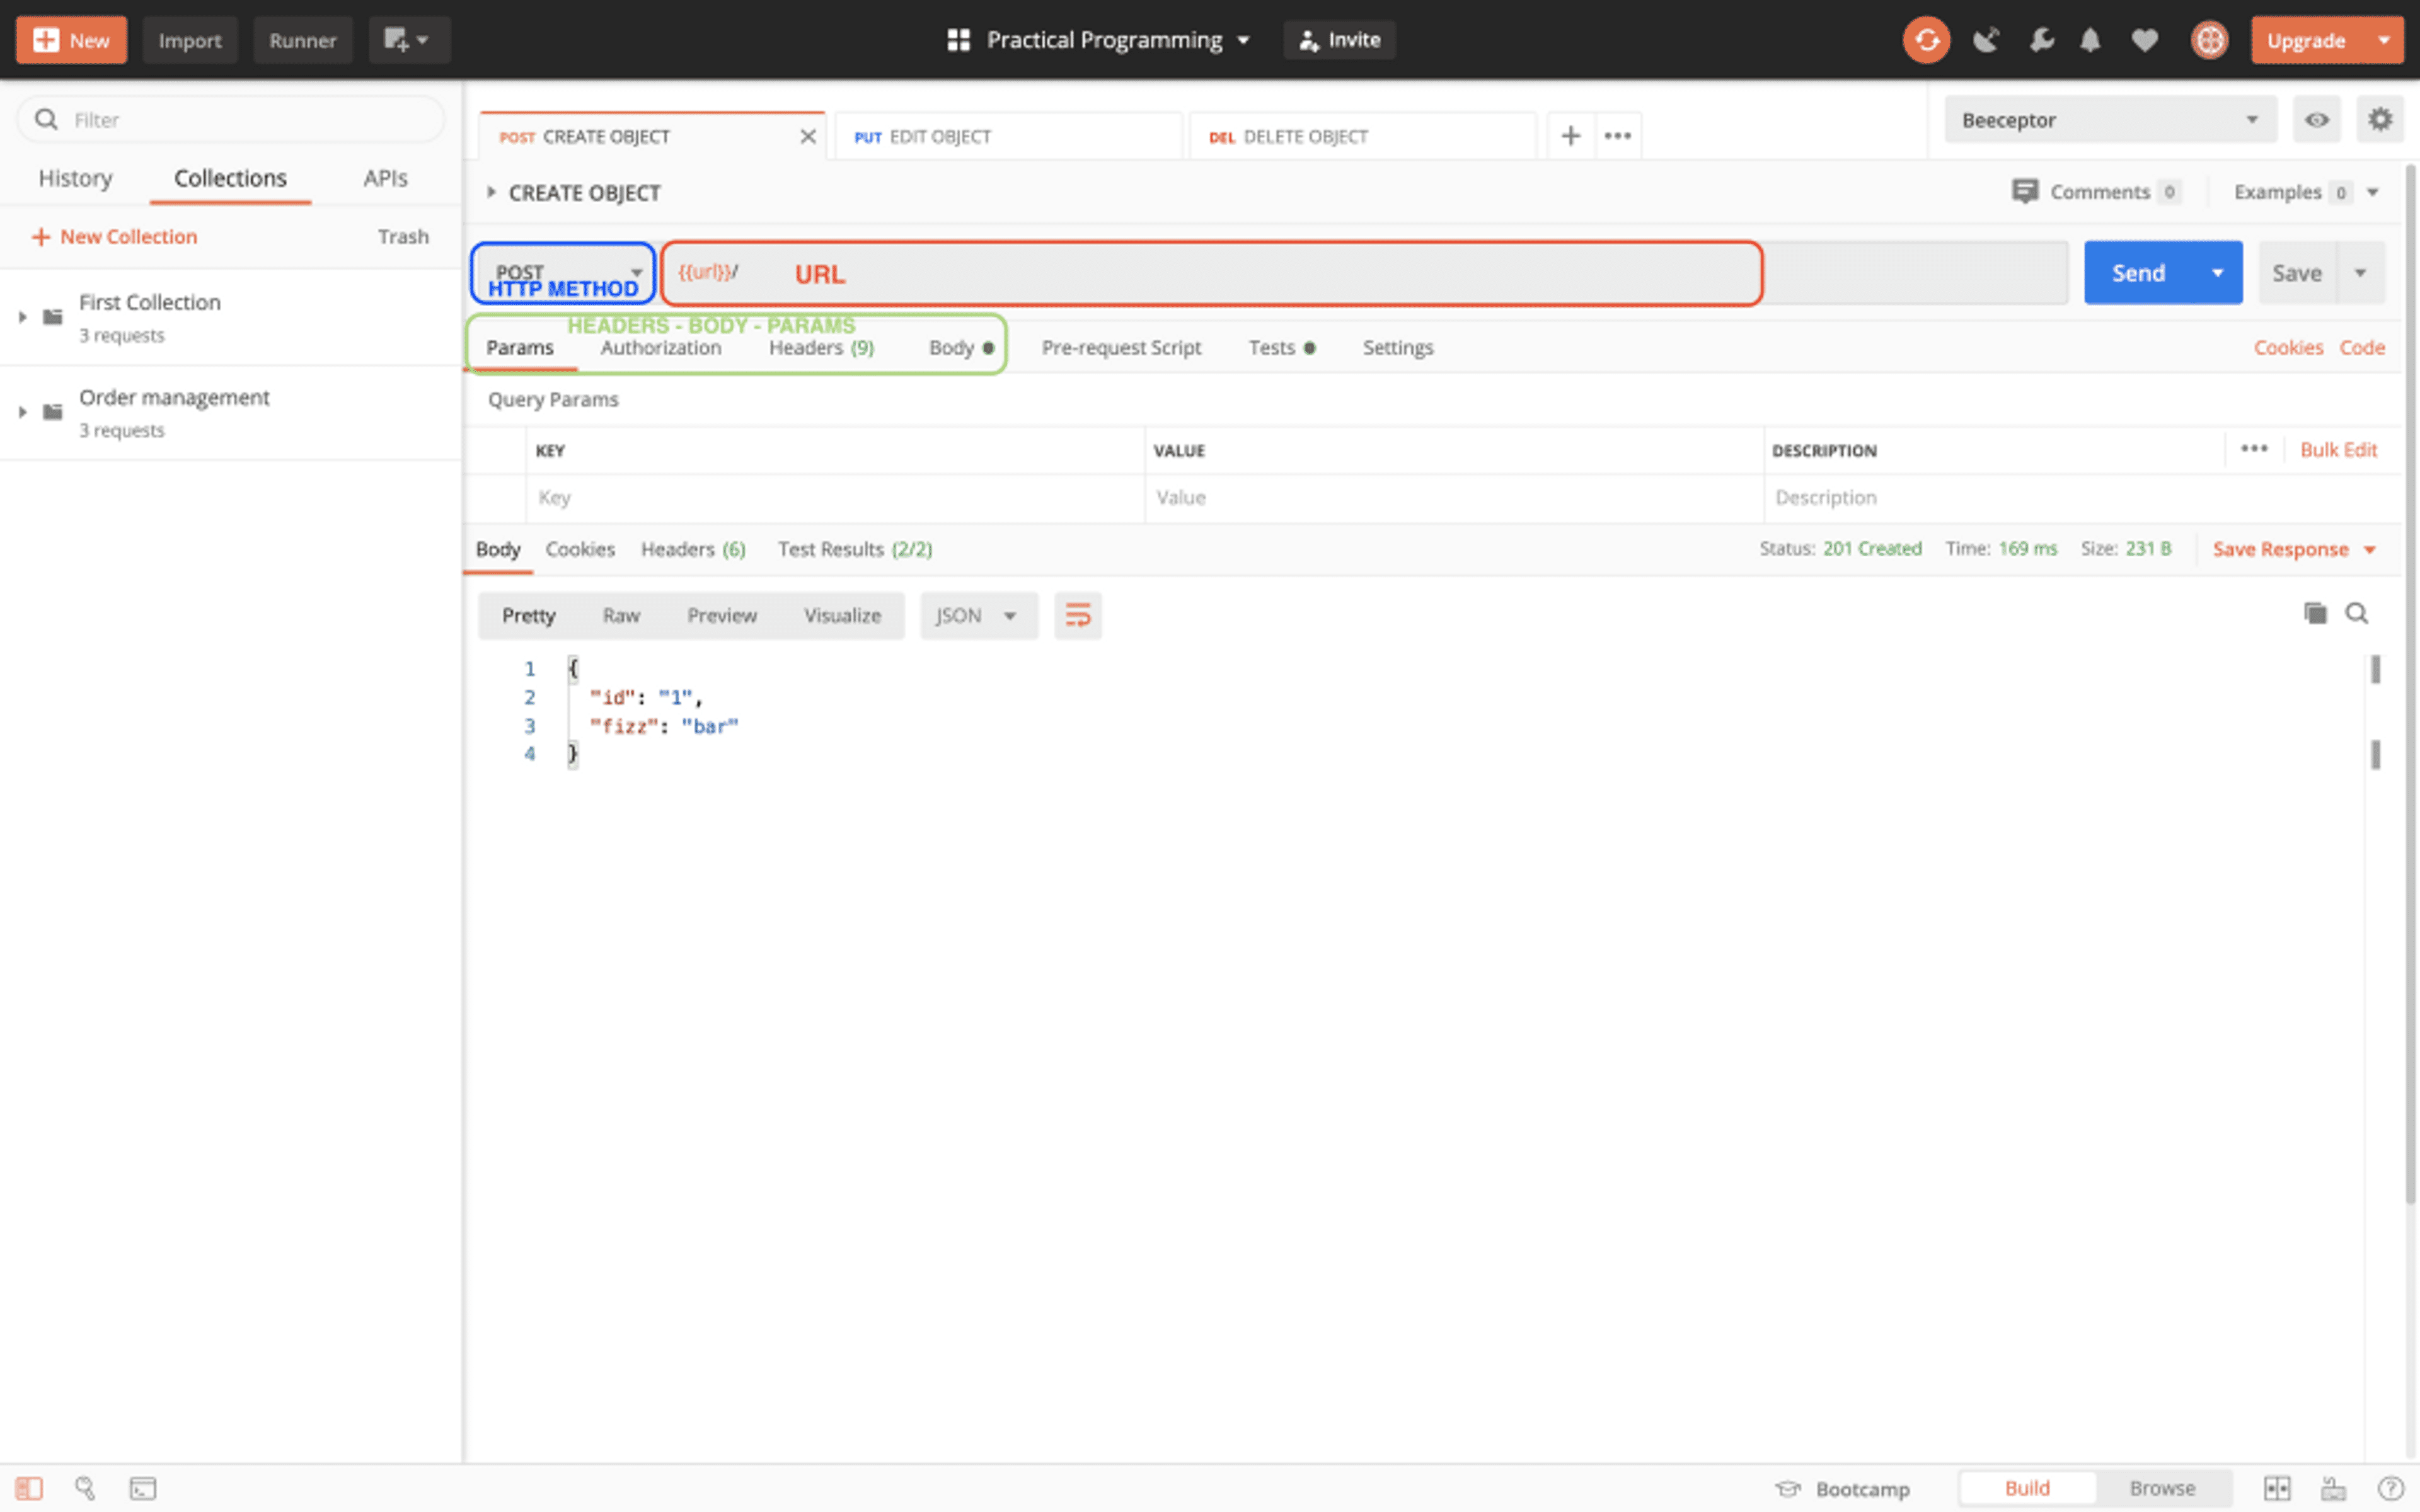 New Import Runner Practical Programming Invite Upgrade
Filter
History Collections APIs
New Collection Trash
First Collection
3 requests
Order management
3 requests
POST CREATE OBJECT PUT EDIT OBJECT DEL DELETE OBJECT Beeceptor
CREATE OBJECT Comments 0 Examples 0
POST {{url}}/ URL Send Save
HTTP METHOD
HEADERS - BODY - PARAMS
Params Authorization Headers (9) Body Pre-request Script Tests Settings Cookies Code
Query Params
KEY VALUE DESCRIPTION Bulk Edit
Key Value Description
Body Cookies Headers (6) Test Results (2/2) Status: 201 Created Time: 169 ms Size: 231 B Save Response
Pretty Raw Preview Visualize JSON
1 {
2 "id": "1",
3 "fizz": "bar"
4 }
Bootcamp Build Browse